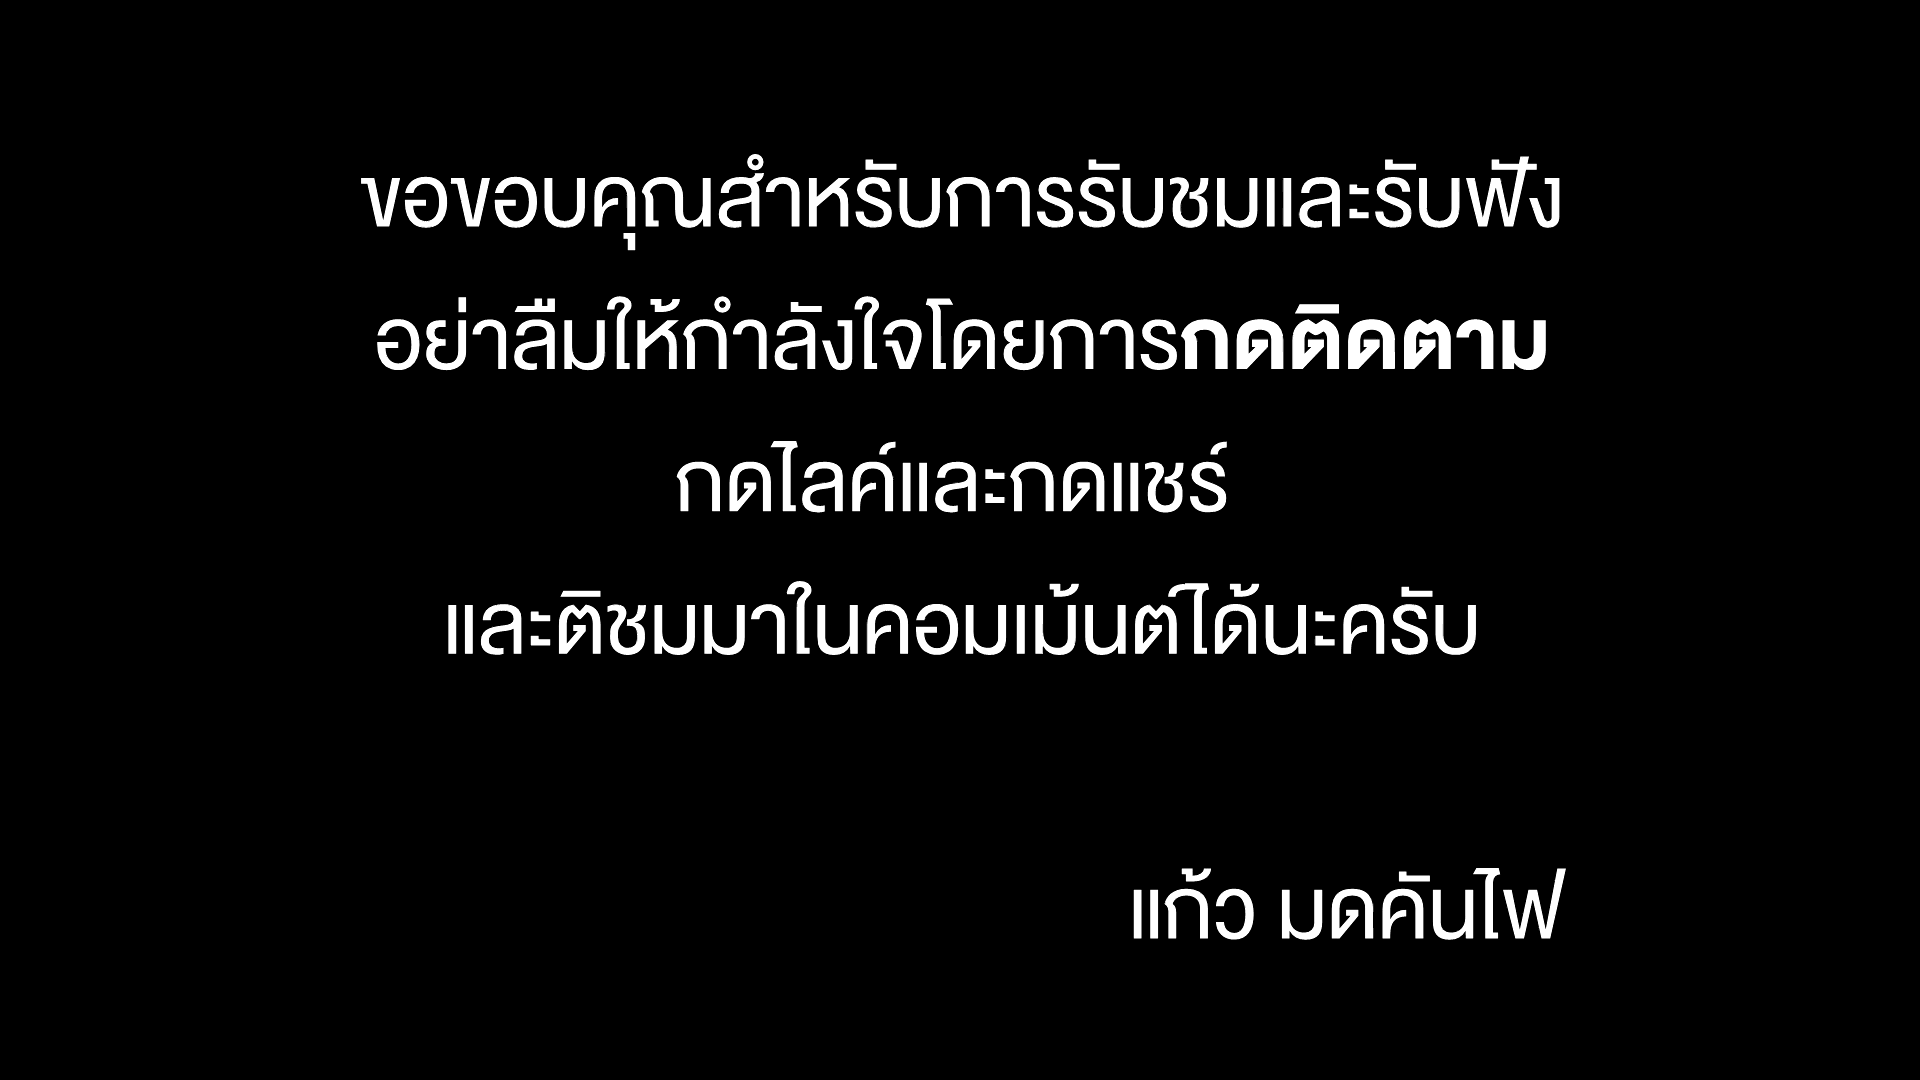 ขอขอบคุณสำหรับการรับชมและรับฟัง
อย่าลืมให้กำลังใจโดยการกดติดตาม
กดไลค์และกดแชร์
และติชมมาในคอมเม้นต์ได้นะครับ
แก้ว มดคันไฟ